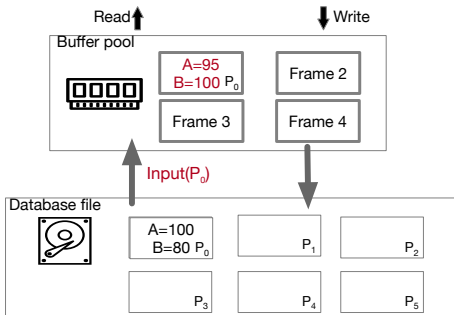 Read Write
Buffer pool
A=95
B=100 P₀
Frame 2
Frame 3
Frame 4
Input(P₀)
Database file
A=100
B=80 P₀
P₁
P₂
P₃
P₄
P₅